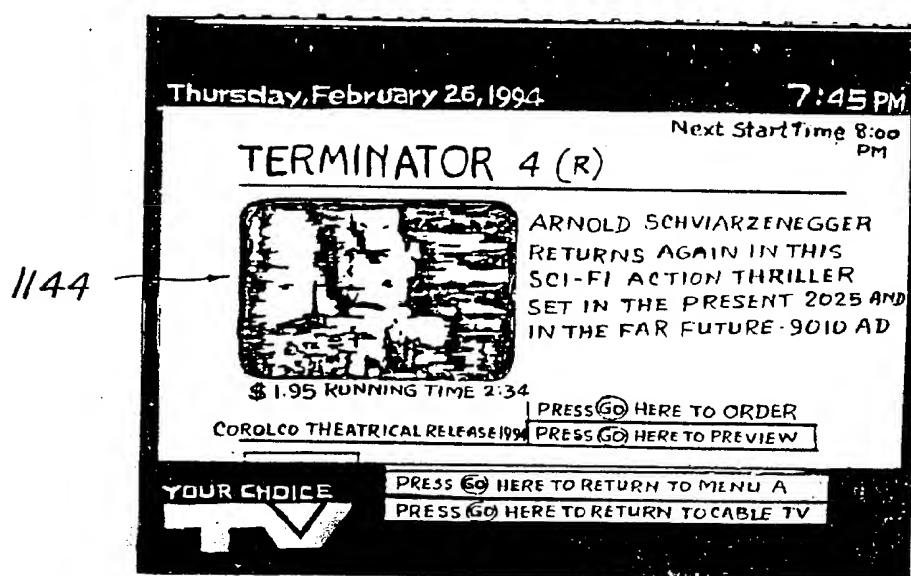 Thursday, February 26, 1994
7:45 PM
Next Start Time 8:00
PM
TERMINATOR 4 (R)
1144
ARNOLD SCHVIARZENEGGER
RETURNS AGAIN IN THIS
SCI-FI ACTION THRILLER
SET IN THE PRESENT 2025 AND
IN THE FAR FUTURE-9010 AD
$ 1.95 RUNNING TIME 2:34
COROLCO THEATRICAL RELEASE 1994
PRESS GO HERE TO ORDER
PRESS GO HERE TO PREVIEW
YOUR CHOICE
TV
PRESS GO HERE TO RETURN TO MENU A
PRESS GO HERE TO RETURN TO CABLE TV